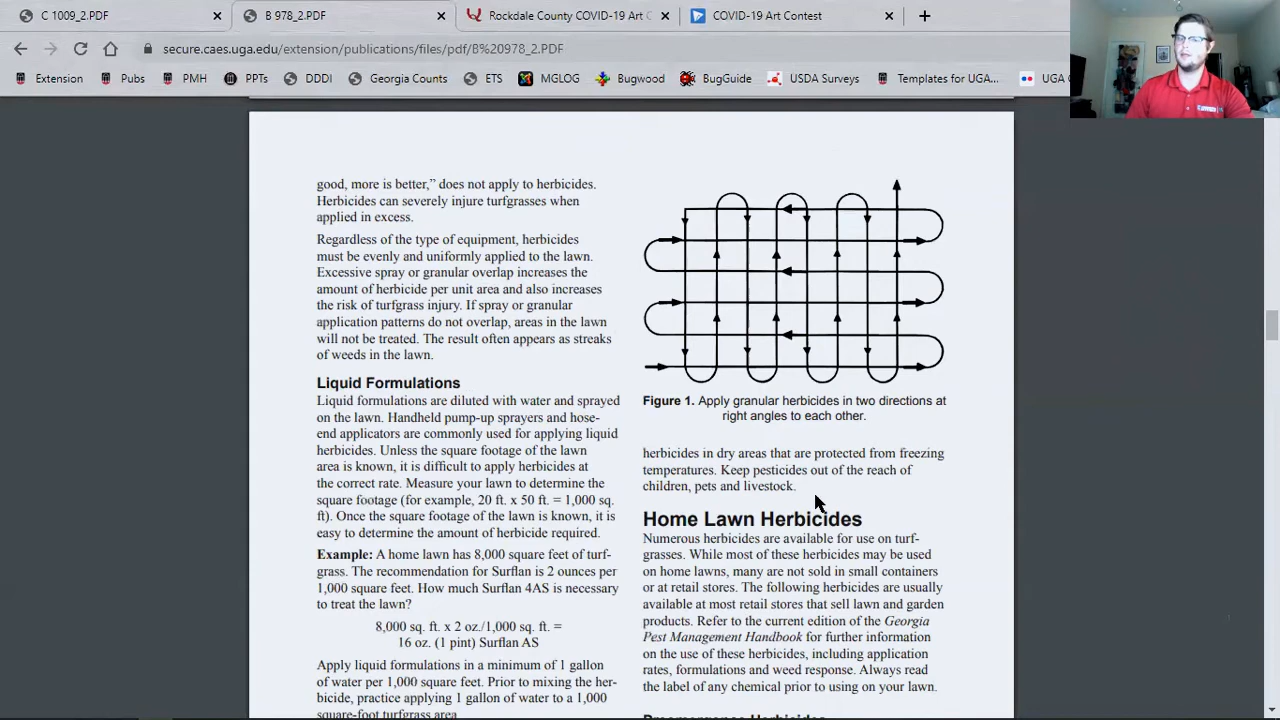 C 1009_2.PDF
B 978_2.PDF
Rockdale County COVID-19 Art C
COVID-19 Art Contest
secure.caes.uga.edu/extension/publications/files/pdf/B%20978_2.PDF
Extension
Pubs
PMH
PPTs
DDDI
Georgia Counts
ETS
MGLOG
Bugwood
BugGuide
USDA Surveys
Templates for UGA...
UGA
good, more is better,” does not apply to herbicides.
Herbicides can severely injure turfgrasses when
applied in excess.
Regardless of the type of equipment, herbicides
must be evenly and uniformly applied to the lawn.
Excessive spray or granular overlap increases the
amount of herbicide per unit area and also increases
the risk of turfgrass injury. If spray or granular
application patterns do not overlap, areas in the lawn
will not be treated. The result often appears as streaks
of weeds in the lawn.
Liquid Formulations
Liquid formulations are diluted with water and sprayed
on the lawn. Handheld pump-up sprayers and hose-
end applicators are commonly used for applying liquid
herbicides. Unless the square footage of the lawn
area is known, it is difficult to apply herbicides at
the correct rate. Measure your lawn to determine the
square footage (for example, 20 ft. x 50 ft. = 1,000 sq.
ft). Once the square footage of the lawn is known, it is
easy to determine the amount of herbicide required.
Example: A home lawn has 8,000 square feet of turf-
grass. The recommendation for Surflan is 2 ounces per
1,000 square feet. How much Surflan 4AS is necessary
to treat the lawn?
8,000 sq. ft. x 2 oz./1,000 sq. ft. =
16 oz. (1 pint) Surflan AS
Apply liquid formulations in a minimum of 1 gallon
of water per 1,000 square feet. Prior to mixing the her-
bicide, practice applying 1 gallon of water to a 1,000
square-foot turfgrass area
Figure 1. Apply granular herbicides in two directions at
right angles to each other.
herbicides in dry areas that are protected from freezing
temperatures. Keep pesticides out of the reach of
children, pets and livestock.
Home Lawn Herbicides
Numerous herbicides are available for use on turf-
grasses. While most of these herbicides may be used
on home lawns, many are not sold in small containers
or at retail stores. The following herbicides are usually
available at most retail stores that sell lawn and garden
products. Refer to the current edition of the Georgia
Pest Management Handbook for further information
on the use of these herbicides, including application
rates, formulations and weed response. Always read
the label of any chemical prior to using on your lawn.
Preemergence Herbicides